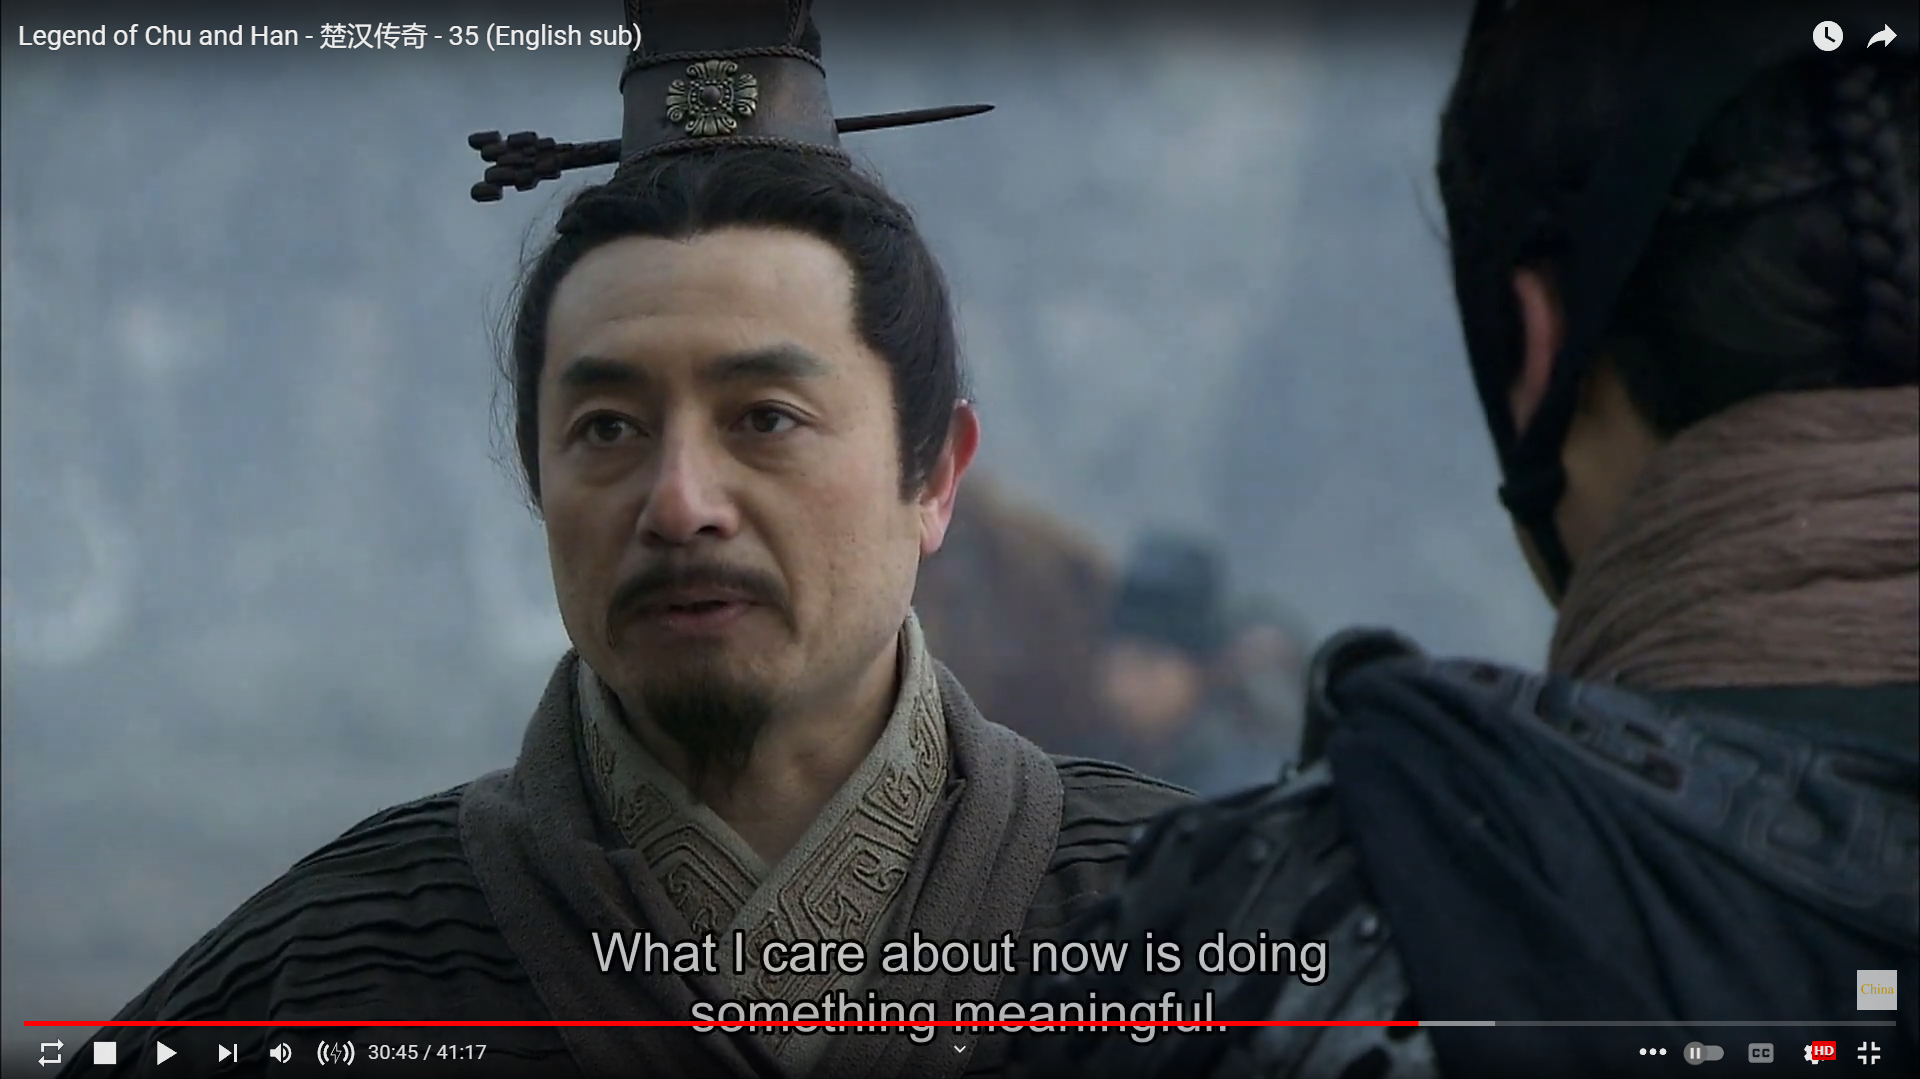 Legend of Chu and Han - 楚汉传奇 - 35 (English sub)
What I care about now is doing
something meaningful.
China
30:45 / 41:17
CC
HD